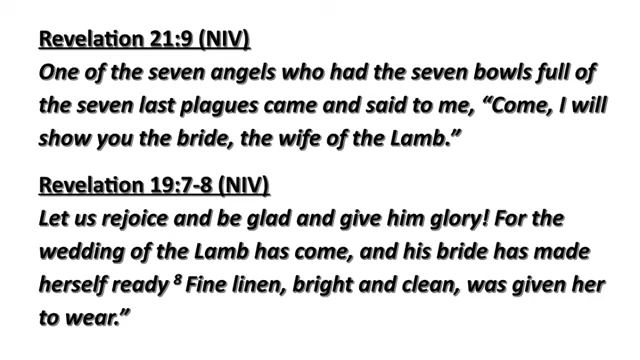 Revelation 21:9 (NIV)
One of the seven angels who had the seven bowls full of
the seven last plagues came and said to me, “Come, I will
show you the bride, the wife of the Lamb.”
Revelation 19:7-8 (NIV)
Let us rejoice and be glad and give him glory! For the
wedding of the Lamb has come, and his bride has made
herself ready ⁸ Fine linen, bright and clean, was given her
to wear.”